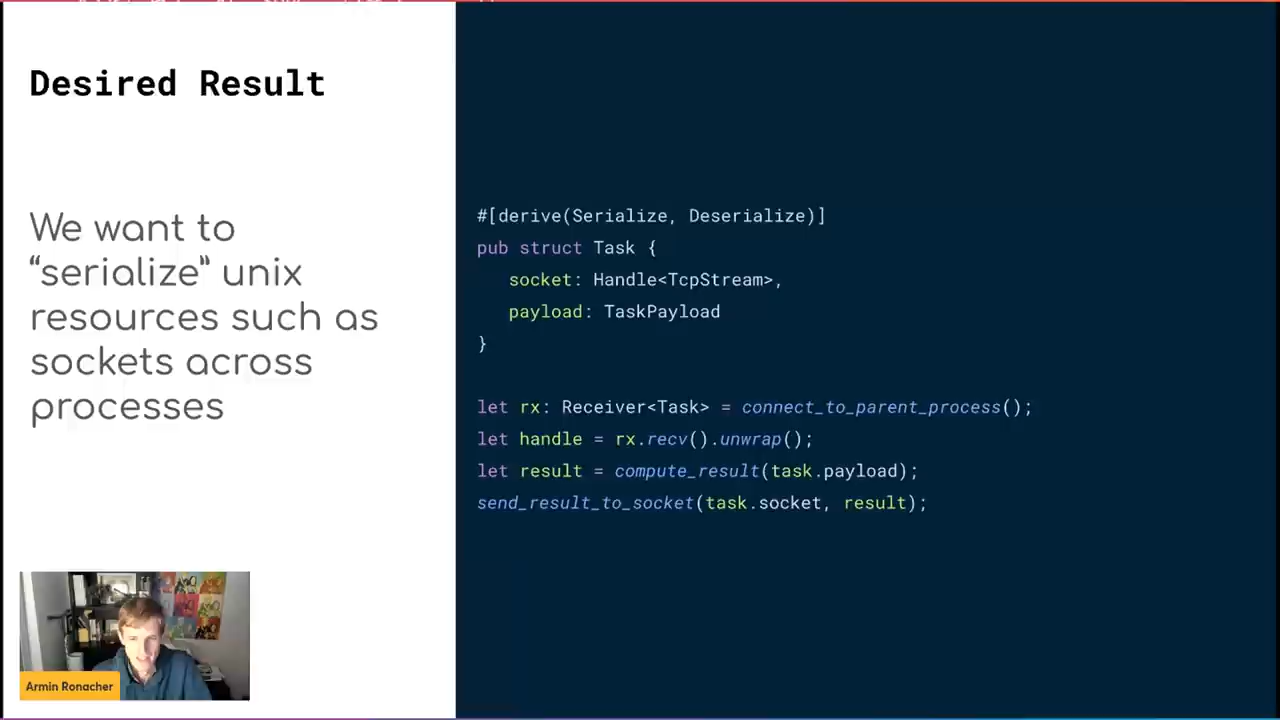 Desired Result
We want to
“serialize” unix
resources such as
sockets across
processes
#[derive(Serialize, Deserialize)]
pub struct Task {
socket: Handle<TcpStream>,
payload: TaskPayload
}
let rx: Receiver<Task> = connect_to_parent_process();
let handle = rx.recv().unwrap();
let result = compute_result(task.payload);
send_result_to_socket(task.socket, result);
Armin Ronacher